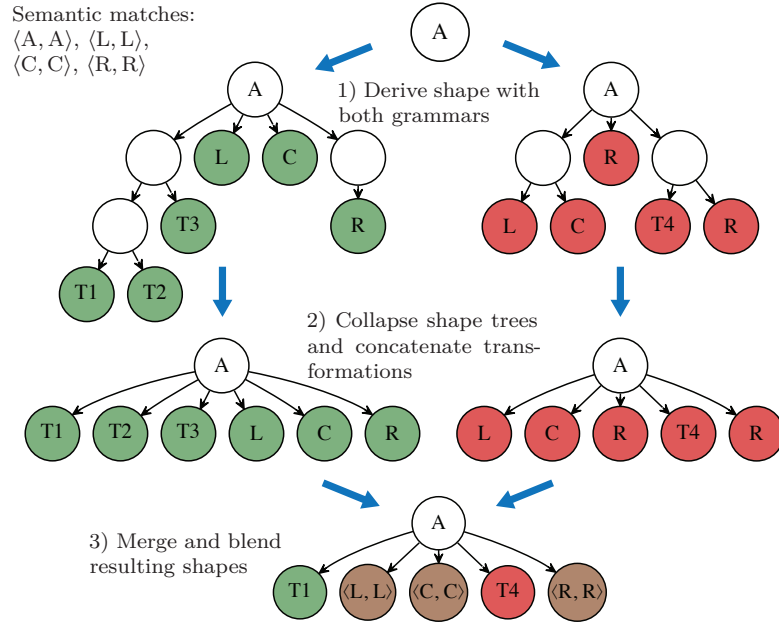 Semantic matches:
⟨A, A⟩, ⟨L, L⟩,
⟨C, C⟩, ⟨R, R⟩
A
1) Derive shape with
both grammars
A
A
L
C
R
T3
R
L
C
T4
R
T1
T2
2) Collapse shape trees
and concatenate trans-
formations
A
A
T1
T2
T3
L
C
R
L
C
R
T4
R
3) Merge and blend
resulting shapes
A
T1
⟨L, L⟩
⟨C, C⟩
T4
⟨R, R⟩